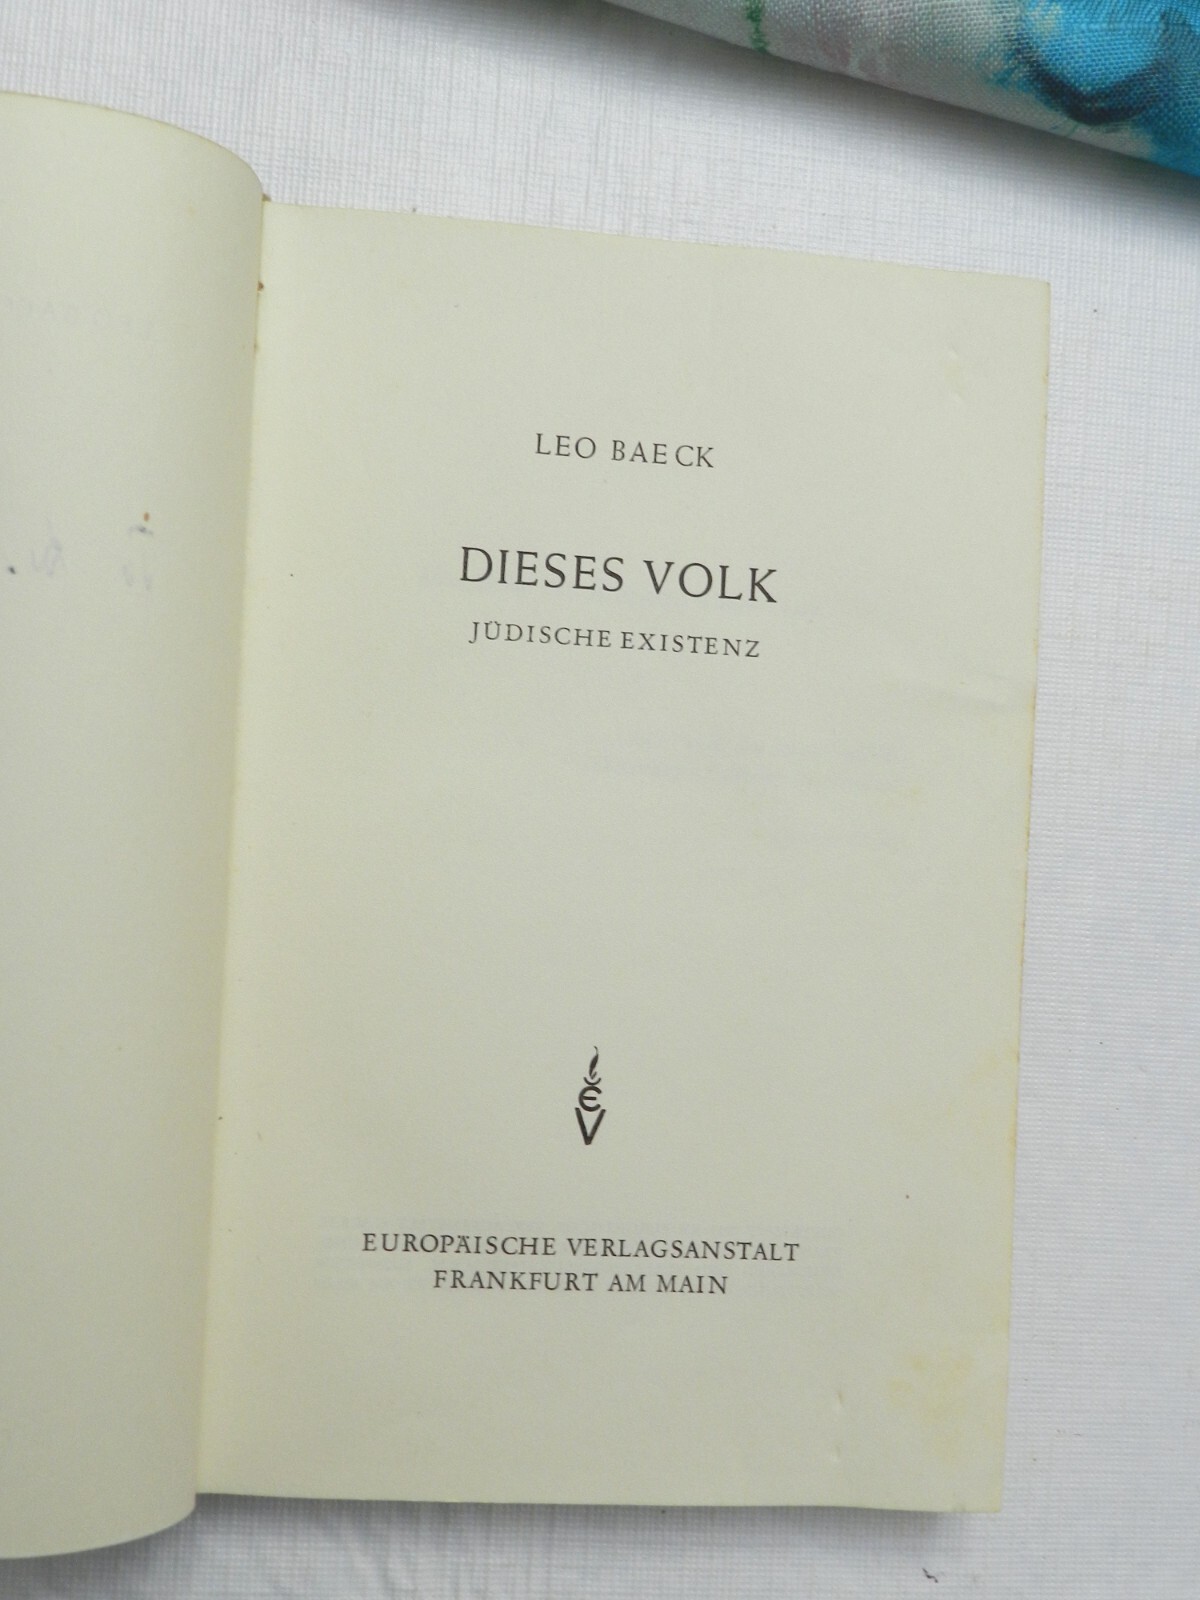 LEO BAECK
DIESES VOLK
JÜDISCHE EXISTENZ
E
V
EUROPÄISCHE VERLAGSANSTALT
FRANKFURT AM MAIN